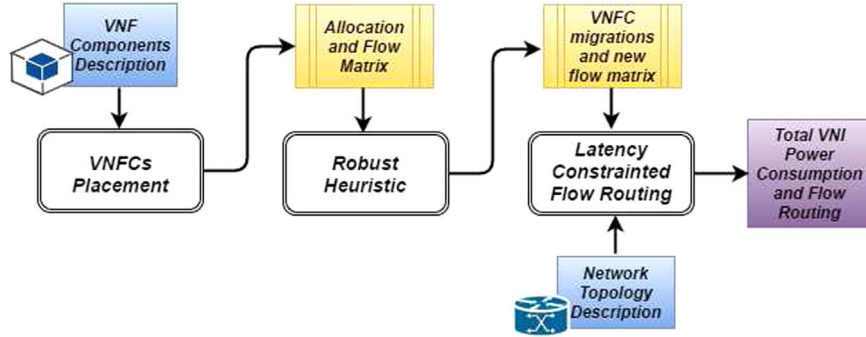 VNF
Components
Description
Allocation
and Flow
Matrix
VNFC
migrations
and new
flow matrix
VNFCs
Placement
Robust
Heuristic
Latency
Constrainted
Flow Routing
Total VNI
Power
Consumption
and Flow
Routing
Network
Topology
Description